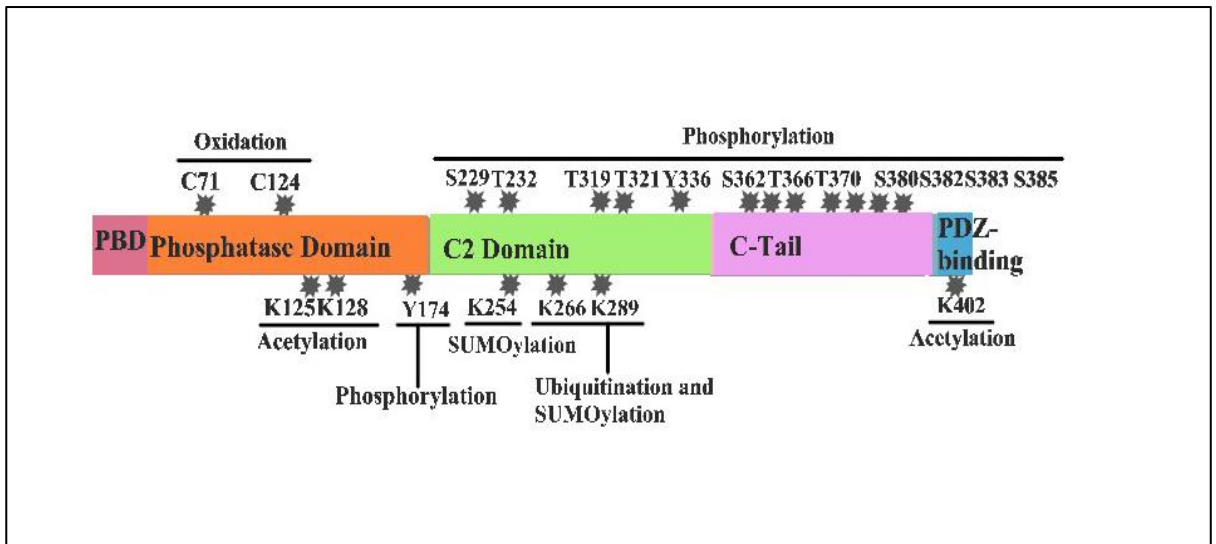 Oxidation
Phosphorylation
C71 C124
S229 T232 T319 T321 Y336 S362 T366 T370 S380 S382 S383 S385
PBD Phosphatase Domain C2 Domain C-Tail PDZ-
binding
K125 K128 Y174 K254 K266 K289 K402
Acetylation SUMOylation Acetylation
Phosphorylation
Ubiquitination and
SUMOylation